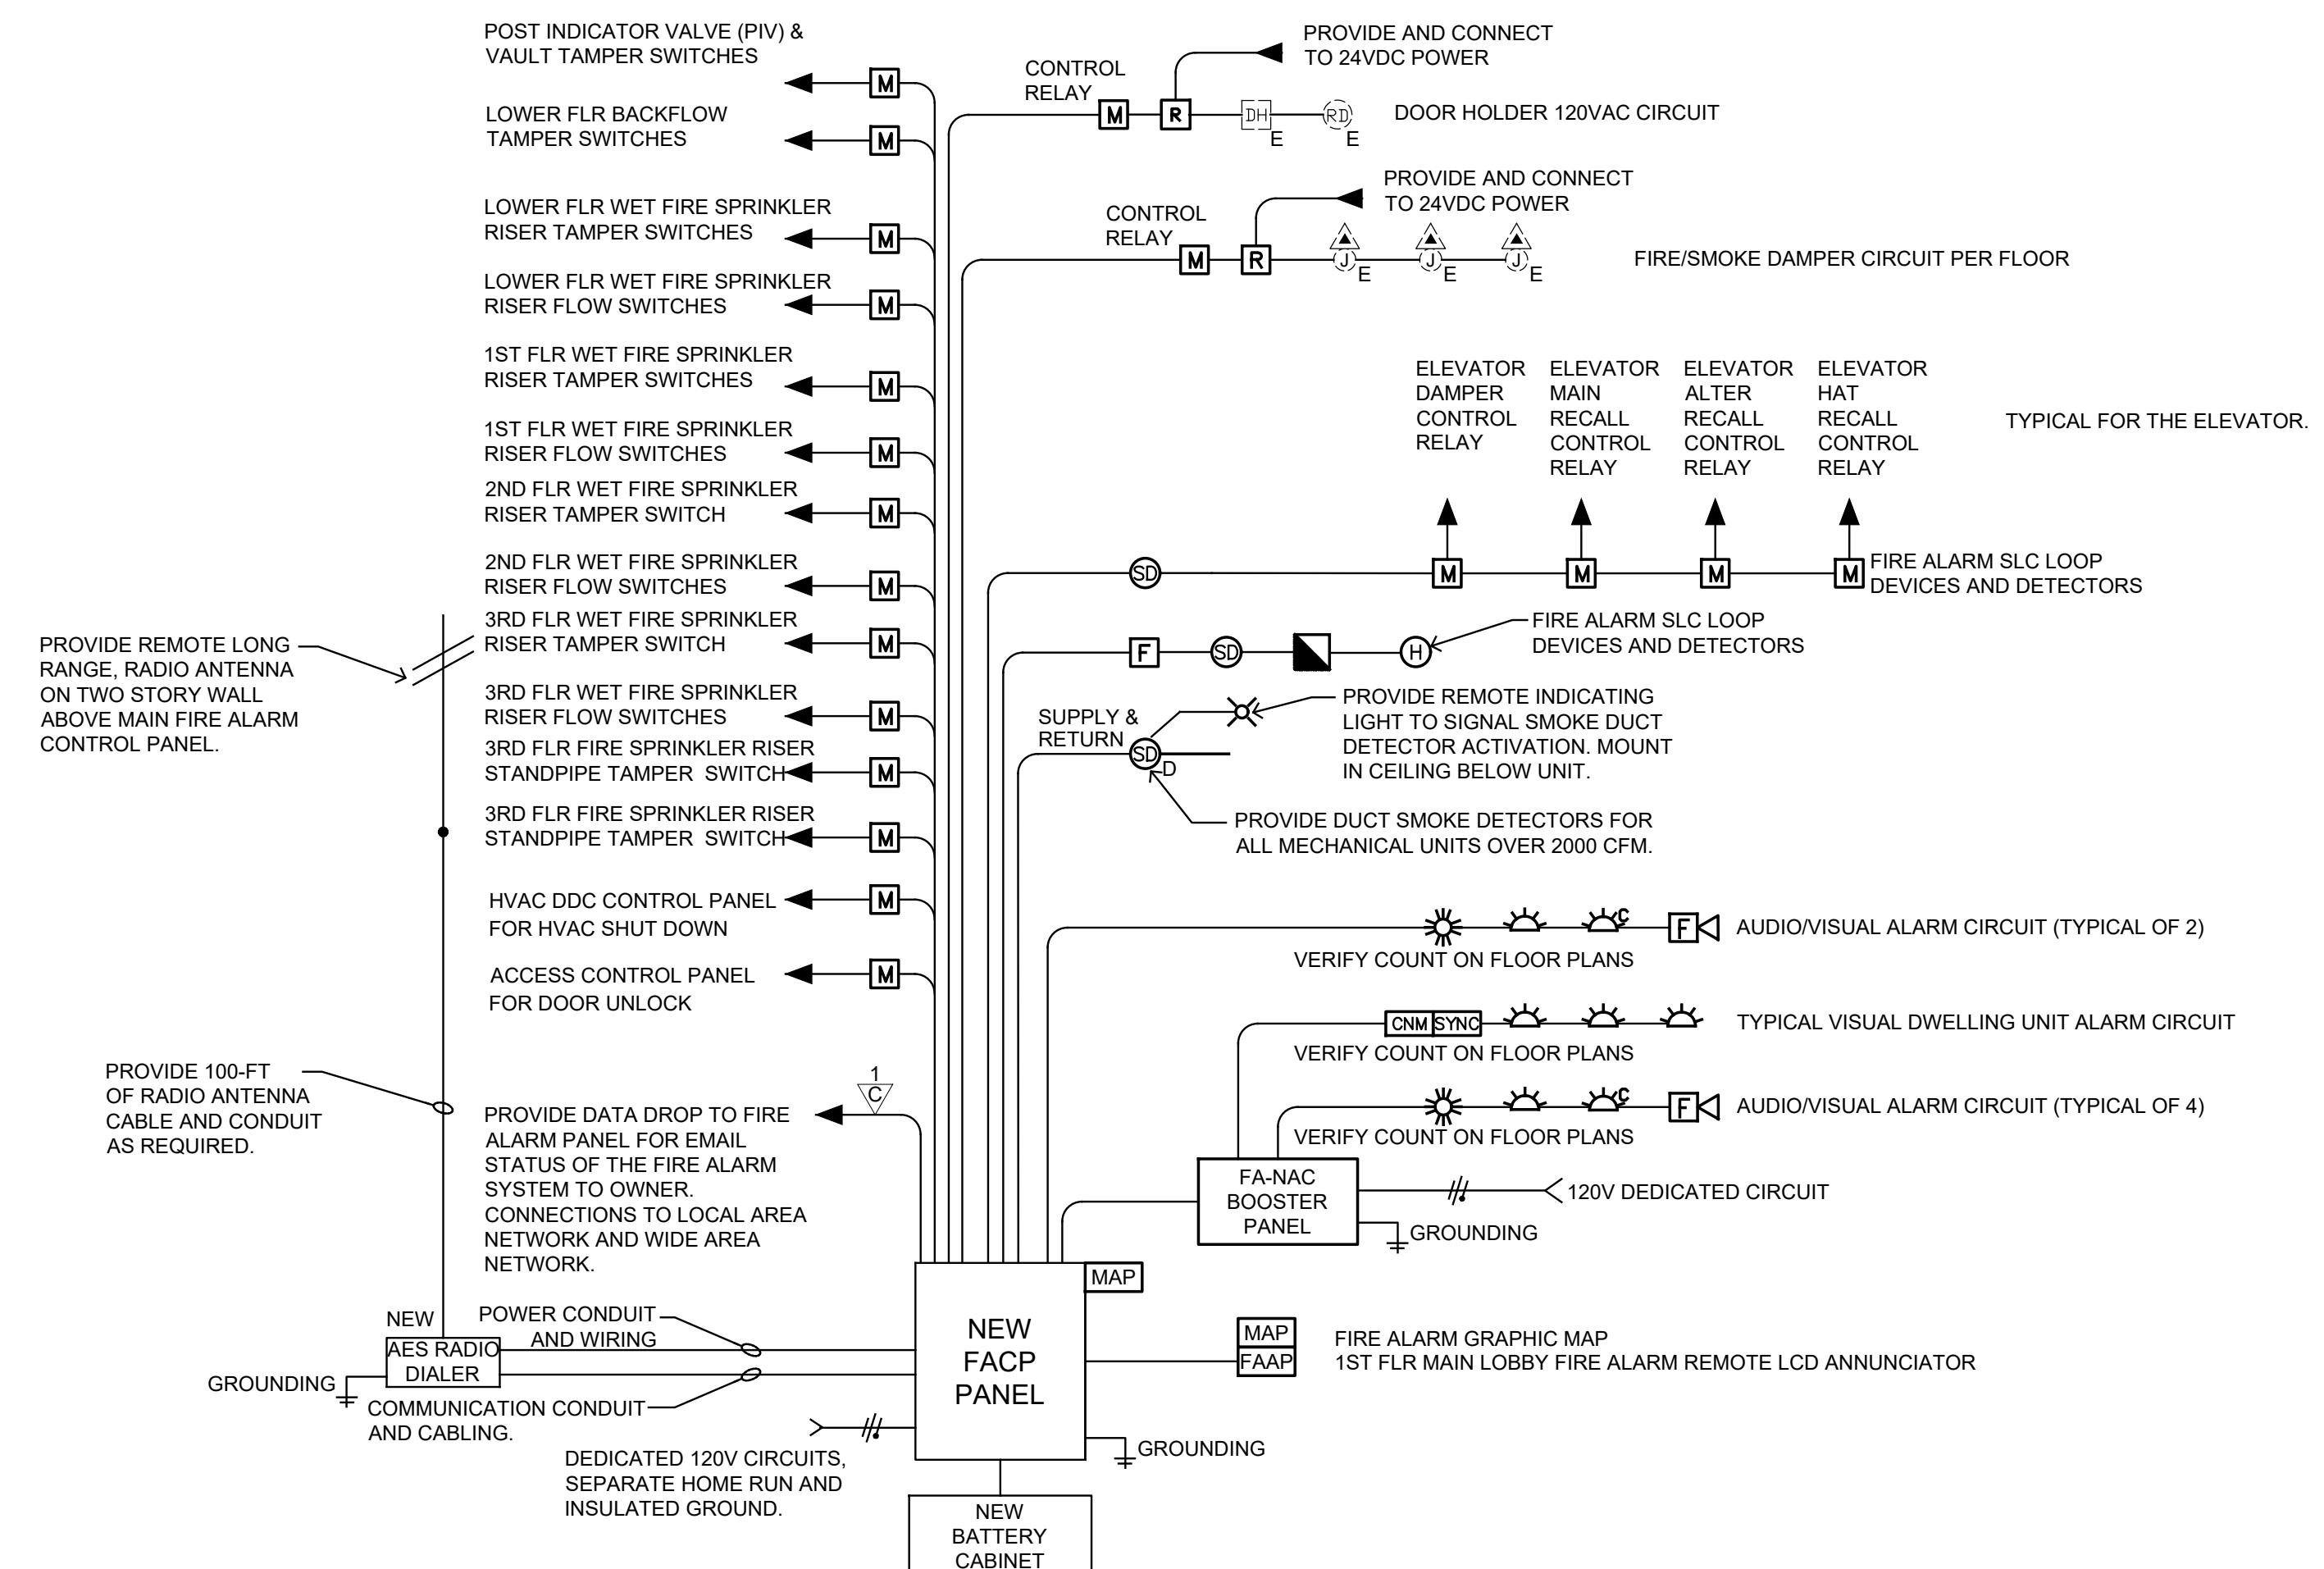 POST INDICATOR VALVE (PIV) &
VAULT TAMPER SWITCHES
M
LOWER FLR BACKFLOW
TAMPER SWITCHES
M
LOWER FLR WET FIRE SPRINKLER
RISER TAMPER SWITCHES
M
LOWER FLR WET FIRE SPRINKLER
RISER FLOW SWITCHES
M
1ST FLR WET FIRE SPRINKLER
RISER TAMPER SWITCHES
M
1ST FLR WET FIRE SPRINKLER
RISER FLOW SWITCHES
M
2ND FLR WET FIRE SPRINKLER
RISER TAMPER SWITCH
M
2ND FLR WET FIRE SPRINKLER
RISER FLOW SWITCHES
M
3RD FLR WET FIRE SPRINKLER
RISER TAMPER SWITCH
M
3RD FLR WET FIRE SPRINKLER
RISER FLOW SWITCHES
M
3RD FLR FIRE SPRINKLER RISER
STANDPIPE TAMPER SWITCH
M
3RD FLR FIRE SPRINKLER RISER
STANDPIPE TAMPER SWITCH
M
HVAC DDC CONTROL PANEL
FOR HVAC SHUT DOWN
M
ACCESS CONTROL PANEL
FOR DOOR UNLOCK
M
1
C
PROVIDE DATA DROP TO FIRE
ALARM PANEL FOR EMAIL
STATUS OF THE FIRE ALARM
SYSTEM TO OWNER.
CONNECTIONS TO LOCAL AREA
NETWORK AND WIDE AREA
NETWORK.
PROVIDE REMOTE LONG
RANGE, RADIO ANTENNA
ON TWO STORY WALL
ABOVE MAIN FIRE ALARM
CONTROL PANEL.
PROVIDE 100-FT
OF RADIO ANTENNA
CABLE AND CONDUIT
AS REQUIRED.
NEW
AES RADIO
DIALER
GROUNDING
POWER CONDUIT
AND WIRING
COMMUNICATION CONDUIT
AND CABLING.
DEDICATED 120V CIRCUITS,
SEPARATE HOME RUN AND
INSULATED GROUND.
PROVIDE AND CONNECT
TO 24VDC POWER
CONTROL
RELAY
M
R
DH
E
RD
E
DOOR HOLDER 120VAC CIRCUIT
PROVIDE AND CONNECT
TO 24VDC POWER
CONTROL
RELAY
M
R
J
E
J
E
J
E
FIRE/SMOKE DAMPER CIRCUIT PER FLOOR
ELEVATOR
DAMPER
CONTROL
RELAY
ELEVATOR
MAIN
RECALL
CONTROL
RELAY
ELEVATOR
ALTER
RECALL
CONTROL
RELAY
ELEVATOR
HAT
RECALL
CONTROL
RELAY
TYPICAL FOR THE ELEVATOR.
SD
M
M
M
M
FIRE ALARM SLC LOOP
DEVICES AND DETECTORS
F
SD
H
FIRE ALARM SLC LOOP
DEVICES AND DETECTORS
SUPPLY &
RETURN
SD
D
PROVIDE REMOTE INDICATING
LIGHT TO SIGNAL SMOKE DUCT
DETECTOR ACTIVATION. MOUNT
IN CEILING BELOW UNIT.
PROVIDE DUCT SMOKE DETECTORS FOR
ALL MECHANICAL UNITS OVER 2000 CFM.
C
F
AUDIO/VISUAL ALARM CIRCUIT (TYPICAL OF 2)
VERIFY COUNT ON FLOOR PLANS
CNM SYNC
TYPICAL VISUAL DWELLING UNIT ALARM CIRCUIT
VERIFY COUNT ON FLOOR PLANS
C
F
AUDIO/VISUAL ALARM CIRCUIT (TYPICAL OF 4)
VERIFY COUNT ON FLOOR PLANS
FA-NAC
BOOSTER
PANEL
120V DEDICATED CIRCUIT
GROUNDING
MAP
NEW
FACP
PANEL
MAP
FAAP
FIRE ALARM GRAPHIC MAP
1ST FLR MAIN LOBBY FIRE ALARM REMOTE LCD ANNUNCIATOR
GROUNDING
NEW
BATTERY
CABINET